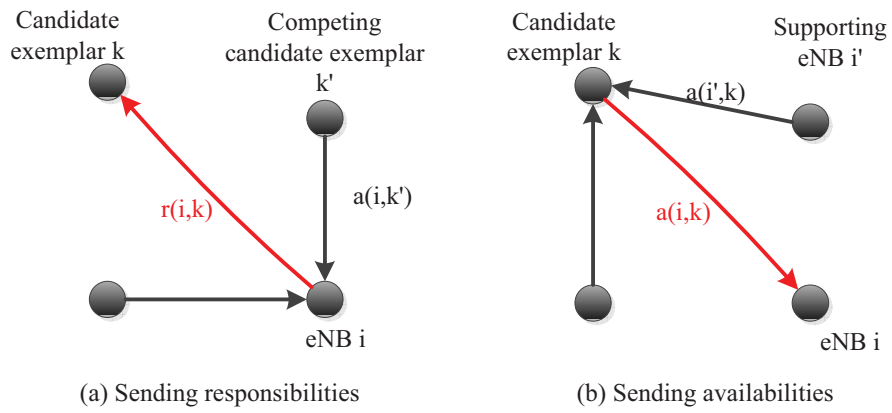 Candidate
exemplar k
Competing
candidate exemplar
k'
r(i,k)
a(i,k')
eNB i
(a) Sending responsibilities
Candidate
exemplar k
Supporting
eNB i'
a(i',k)
a(i,k)
eNB i
(b) Sending availabilities